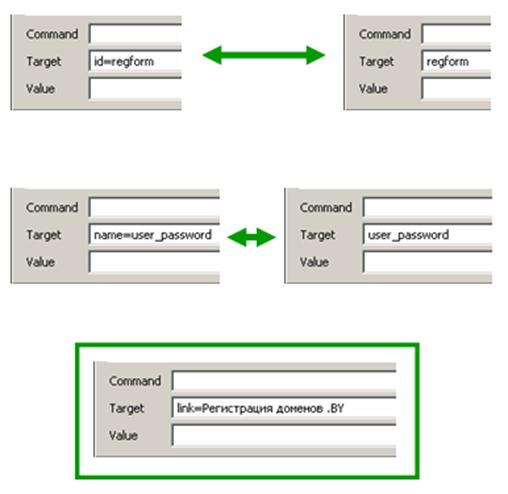 Command
Target id=regform
Value
Command
Target regform
Value
Command
Target name=user_password
Value
Command
Target user_password
Value
Command
Target link=Регистрация доменов .BY
Value